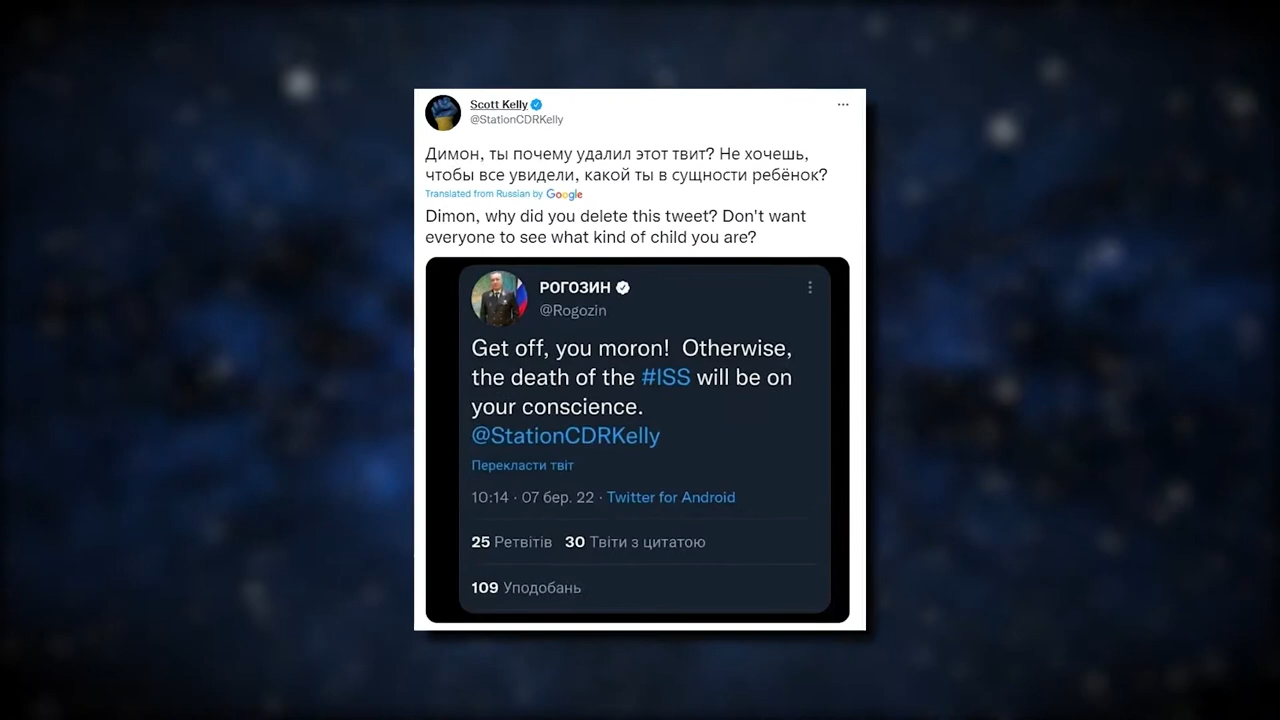 Scott Kelly
@StationCDRKelly
Димон, ты почему удалил этот твит? Не хочешь,
чтобы все увидели, какой ты в сущности ребёнок?
Translated from Russian by Google
Dimon, why did you delete this tweet? Don't want
everyone to see what kind of child you are?
РОГОЗИН
@Rogozin
Get off, you moron! Otherwise,
the death of the #ISS will be on
your conscience.
@StationCDRKelly
Перекласти твіт
10:14 · 07 бер. 22 · Twitter for Android
25 Ретвітів 30 Твіти з цитатою
109 Уподобань